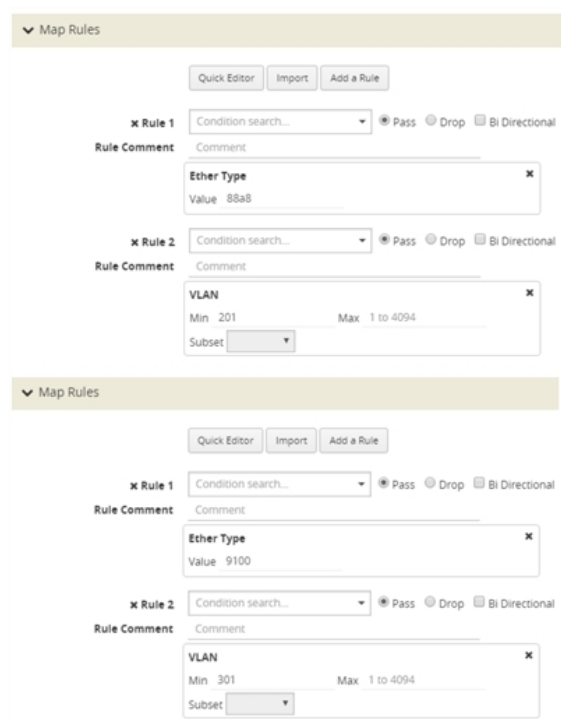 Map Rules
Quick Editor Import Add a Rule
× Rule 1 Condition search... Pass Drop Bi Directional
Rule Comment Comment
Ether Type ×
Value 88a8
× Rule 2 Condition search... Pass Drop Bi Directional
Rule Comment Comment
VLAN ×
Min 201 Max 1 to 4094
Subset
Map Rules
Quick Editor Import Add a Rule
× Rule 1 Condition search... Pass Drop Bi Directional
Rule Comment Comment
Ether Type ×
Value 9100
× Rule 2 Condition search... Pass Drop Bi Directional
Rule Comment Comment
VLAN ×
Min 301 Max 1 to 4094
Subset